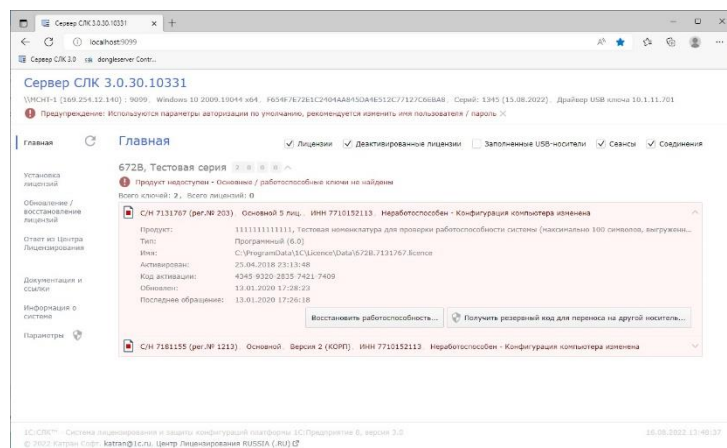 Сервер СЛК 3.0.30.10331
localhost:9099
Сервер СЛК 3.0
dongleserver Contr...
Сервер СЛК
3.0.30.10331
\\MCHT-1 (169.254.12.140) : 9099, Windows 10 2009.19044 x64, Серий: 1345 (15.08.2022), Драйвер USB ключа 10.1.11.701
Предупреждение: Используются параметры авторизации по умолчанию, рекомендуется изменить имя пользователя / пароль
Главная
Главная
Лицензии
Деактивированные лицензии
Заполненные USB-носители
Сеансы
Соединения
672B, Тестовая серия
Продукт недоступен - Основные / работоспособные ключи не найдены
Всего ключей: 2, Всего лицензий: 0
Установка лицензий
Обновление / восстановление лицензий
Ответ из Центра Лицензирования
Документация и ссылки
Информация о системе
Параметры
С/Н 7131767 (рег.№ 203), Основной 5 лиц., ИНН 7710152113, Неработоспособен - Конфигурация компьютера изменена
Продукт: 1111111111111, Тестовая номенклатура для проверки работоспособности системы (максимально 100 символов, выгружени...
Тип: Программный (6.0)
Имя: C:\ProgramData\1C\Licence\Data\672B.7131767.licence
Активирован: 25.04.2018 23:13:48
Код активации: 4345-9320-2835-7421-7409
Обновлен: 13.01.2020 17:28:23
Последнее обращение: 13.01.2020 17:26:18
Восстановить работоспособность...
Получить резервный код для переноса на другой носитель...
С/Н 7181155 (рег.№ 1213), Основной, Версия 2 (КОРП), ИНН 7710152113, Неработоспособен - Конфигурация компьютера изменена
1С:СЛК™ - Система лицензирования и защиты конфигураций платформы 1С:Предприятие 8, версия 3.0
16.08.2022 13:49:37
© 2022 Катран Софт, katran@1c.ru, Центр Лицензирования RUSSIA (.RU)